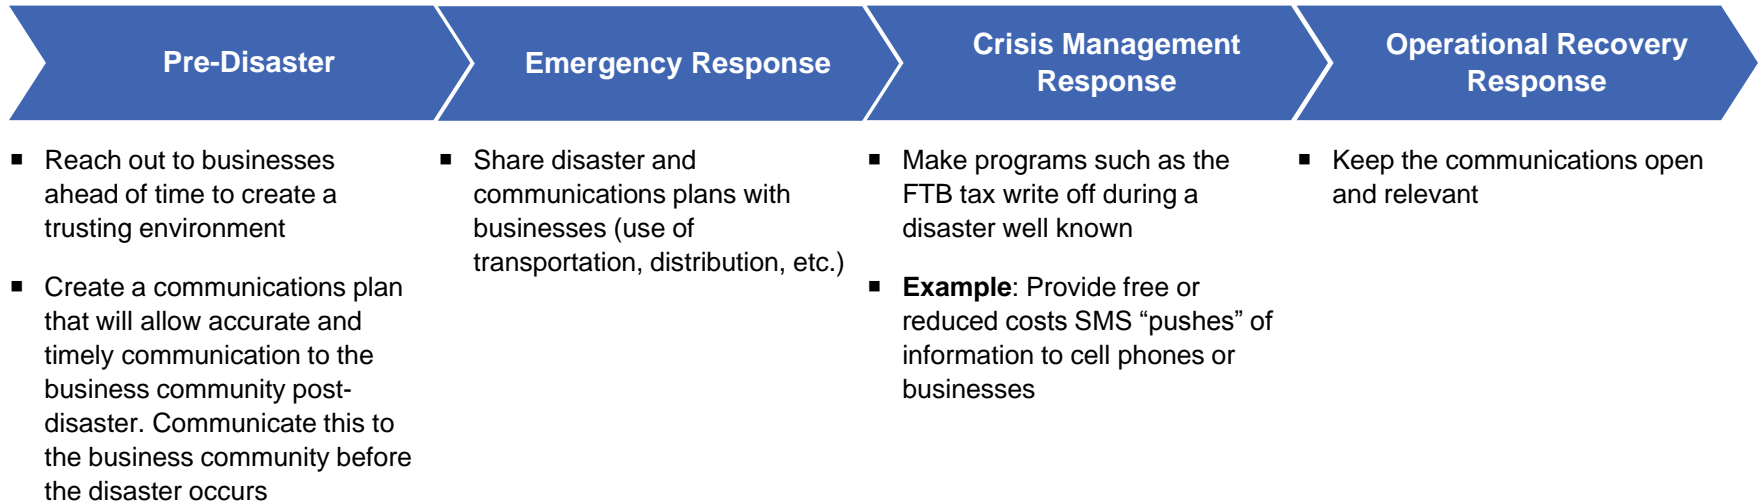 Pre-Disaster
Emergency Response
Crisis Management
Response
Operational Recovery
Response
▪ Reach out to businesses
ahead of time to create a
trusting environment
▪ Create a communications plan
that will allow accurate and
timely communication to the
business community post-
disaster. Communicate this to
the business community before
the disaster occurs
▪ Share disaster and
communications plans with
businesses (use of
transportation, distribution, etc.)
▪ Make programs such as the
FTB tax write off during a
disaster well known
▪ Example: Provide free or
reduced costs SMS “pushes” of
information to cell phones or
businesses
▪ Keep the communications open
and relevant